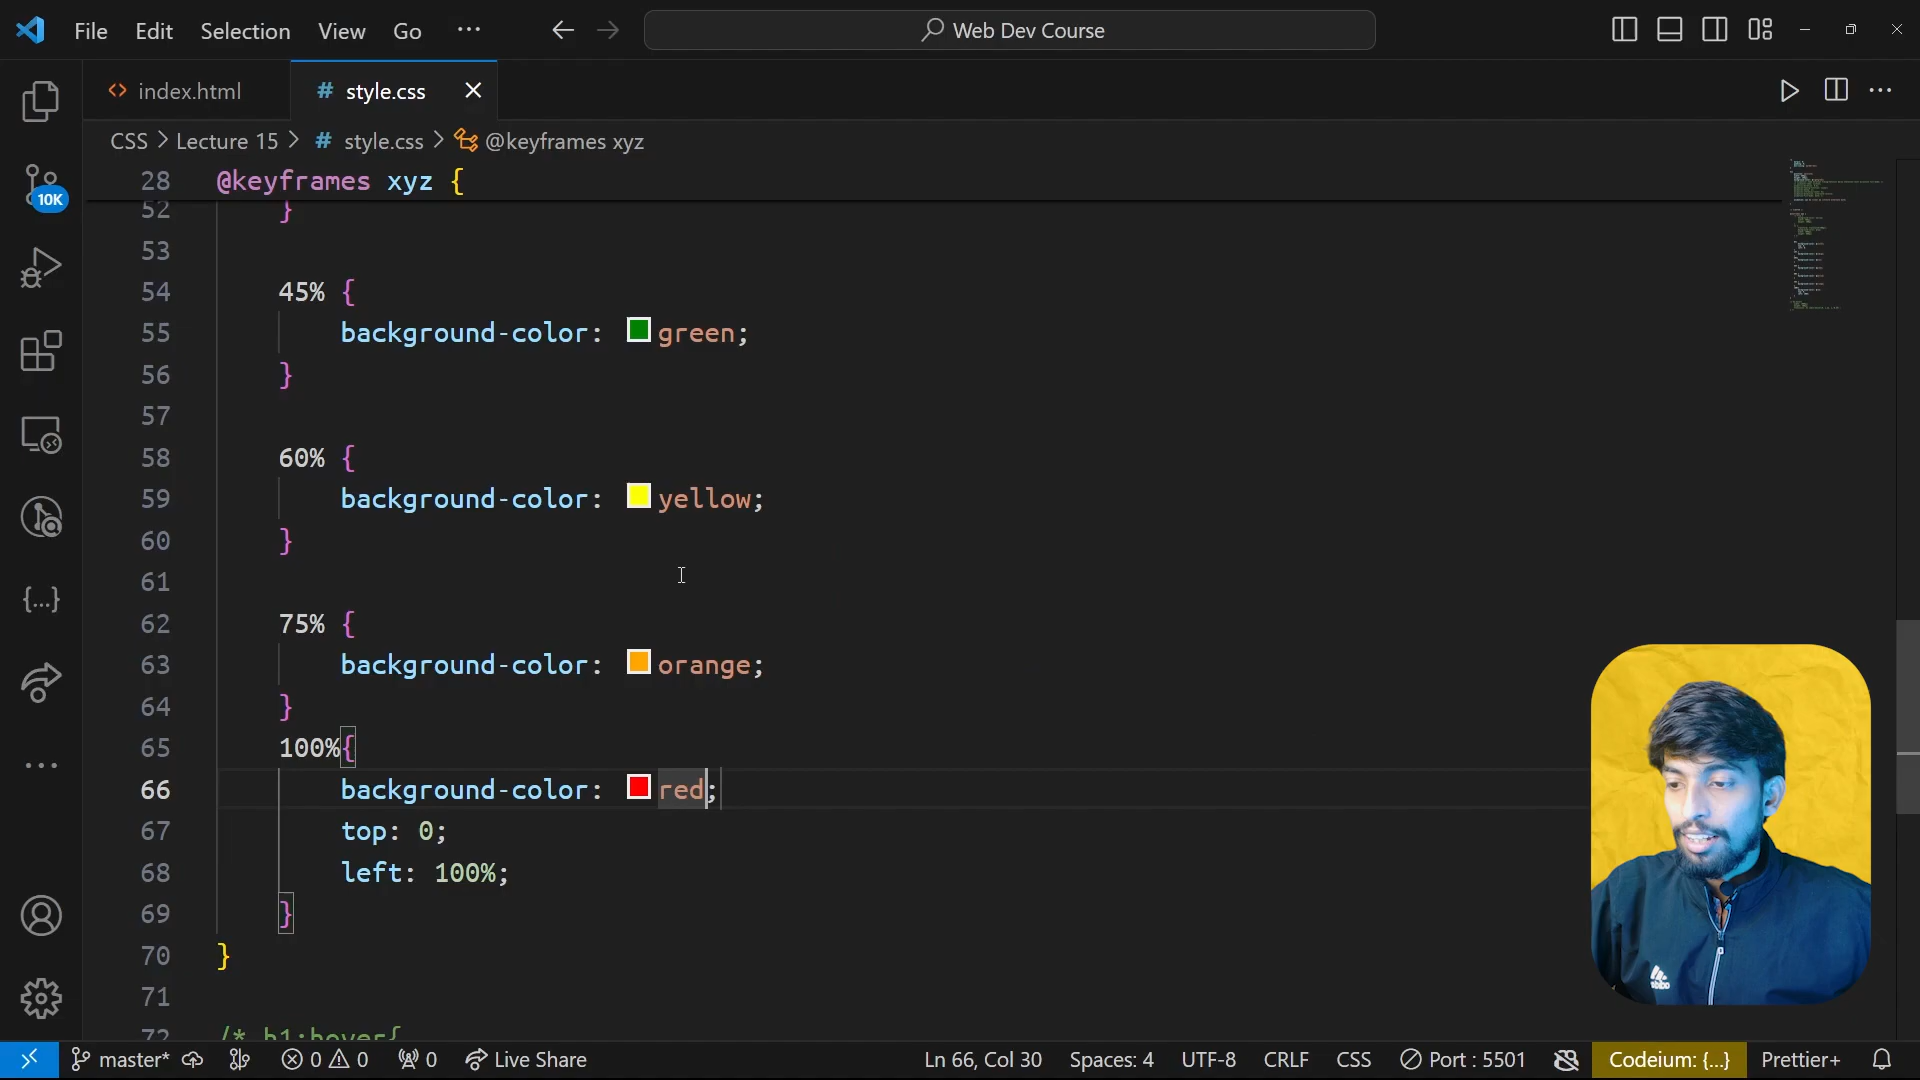 File Edit Selection View Go ··· Web Dev Course
index.html # style.css
CSS > Lecture 15 > # style.css > @keyframes xyz
28 @keyframes xyz {
52 }
53
54 45% {
55 background-color: green;
56 }
57
58 60% {
59 background-color: yellow;
60 }
61
62 75% {
63 background-color: orange;
64 }
65 100%{
66 background-color: red;
67 top: 0;
68 left: 100%;
69 }
70 }
71
72 /* h1:hover{
10K
{...}
master* 0 0 0 Live Share Ln 66, Col 30 Spaces: 4 UTF-8 CRLF CSS Port : 5501 Codeium: {...} Prettier+